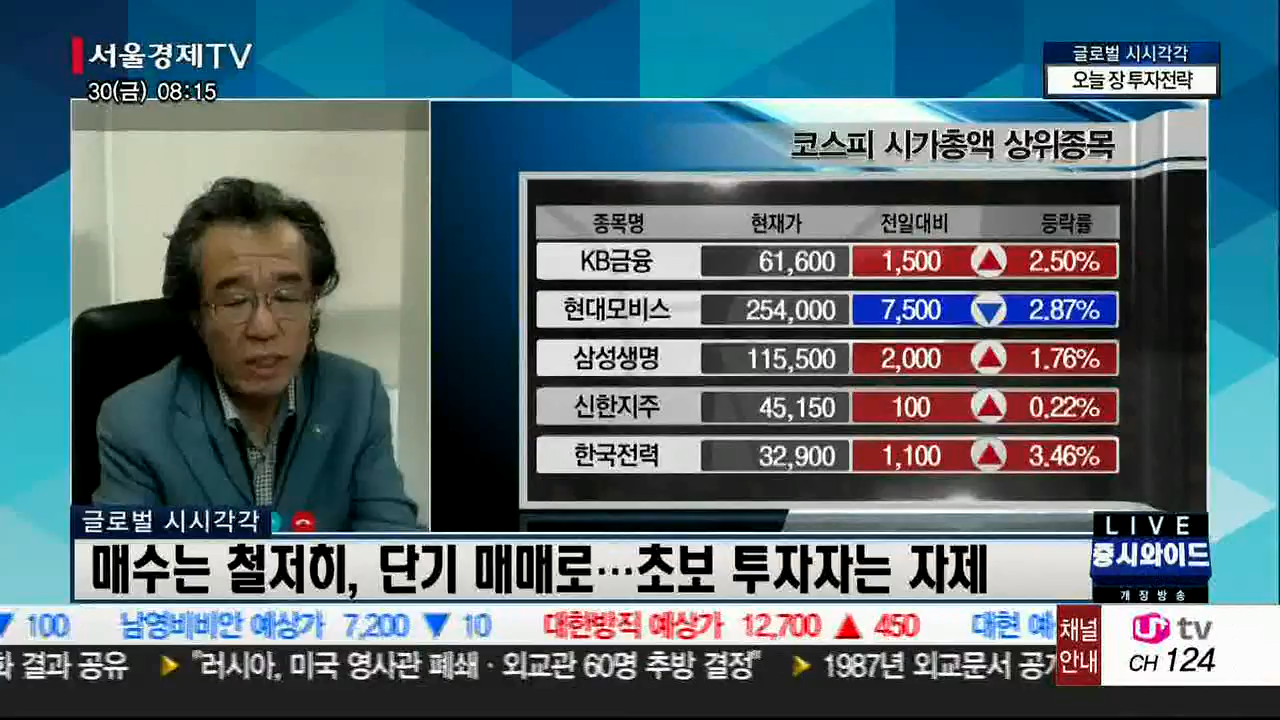 서울경제TV
30(금) 08:15
글로벌 시시각각
오늘 장 투자전략
코스피 시가총액 상위종목
종목명 현재가 전일대비 등락률
KB금융 61,600 1,500 ▲ 2.50%
현대모비스 254,000 7,500 ▼ 2.87%
삼성생명 115,500 2,000 ▲ 1.76%
신한지주 45,150 100 ▲ 0.22%
한국전력 32,900 1,100 ▲ 3.46%
글로벌 시시각각
매수는 철저히, 단기 매매로…초보 투자자는 자제
LIVE
증시와이드
개장방송
▼ 100 남영비비안 예상가 7,200 ▼ 10 대한방직 예상가 12,700 ▲ 450 대현 예
결과 공유 ▶ "러시아, 미국 영사관 폐쇄·외교관 60명 추방 결정" ▶ 1987년 외교문서 공
채널
안내
U+ tv
CH 124